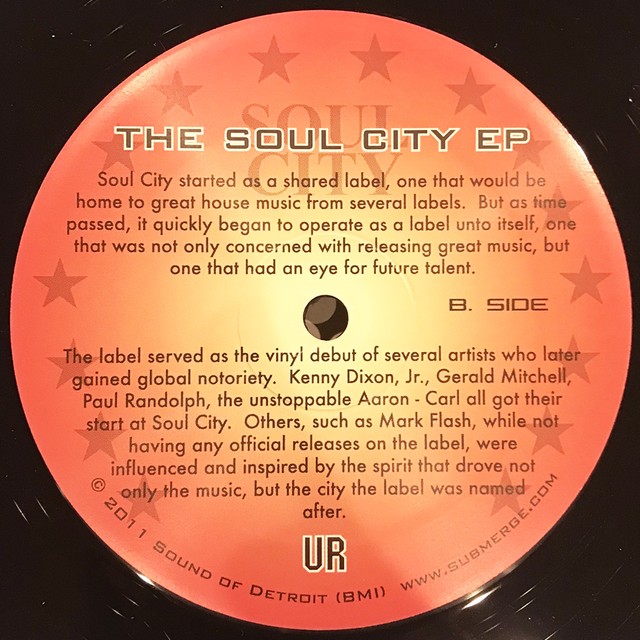 SOUL
CITY
THE SOUL CITY EP
Soul City started as a shared label, one that would be
home to great house music from several labels. But as time
passed, it quickly began to operate as a label unto itself, one
that was not only concerned with releasing great music, but
one that had an eye for future talent.
B. SIDE
The label served as the vinyl debut of several artists who later
gained global notoriety. Kenny Dixon, Jr., Gerald Mitchell,
Paul Randolph, the unstoppable Aaron - Carl all got their
start at Soul City. Others, such as Mark Flash, while not
having any official releases on the label, were
influenced and inspired by the spirit that drove not
only the music, but the city the label was named
after.
UR
© 2011 SOUND OF DETROIT (BMI) WWW.SUBMERGE.COM